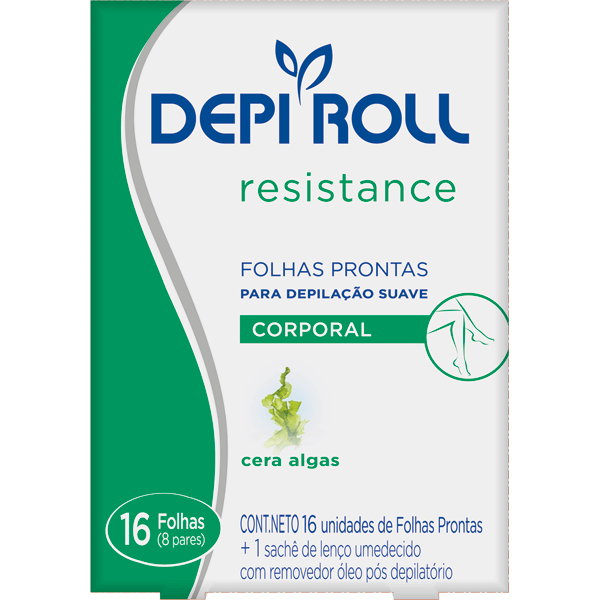 DEPI ROLL
resistance
FOLHAS PRONTAS
PARA DEPILAÇÃO SUAVE
CORPORAL
cera algas
16 Folhas
(8 pares)
CONT.NETO 16 unidades de Folhas Prontas
+ 1 sachê de lenço umedecido
com removedor óleo pós depilatório